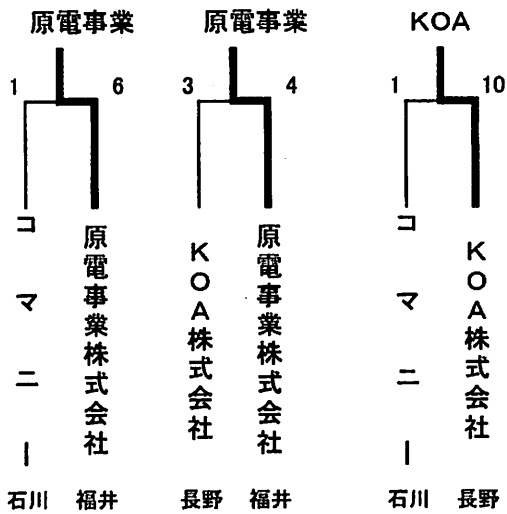 原電事業
原電事業
KOA
1
6
3
4
1
10
コマニー
原電事業株式会社
KOA株式会社
原電事業株式会社
コマニー
KOA株式会社
石川
福井
長野
福井
石川
長野